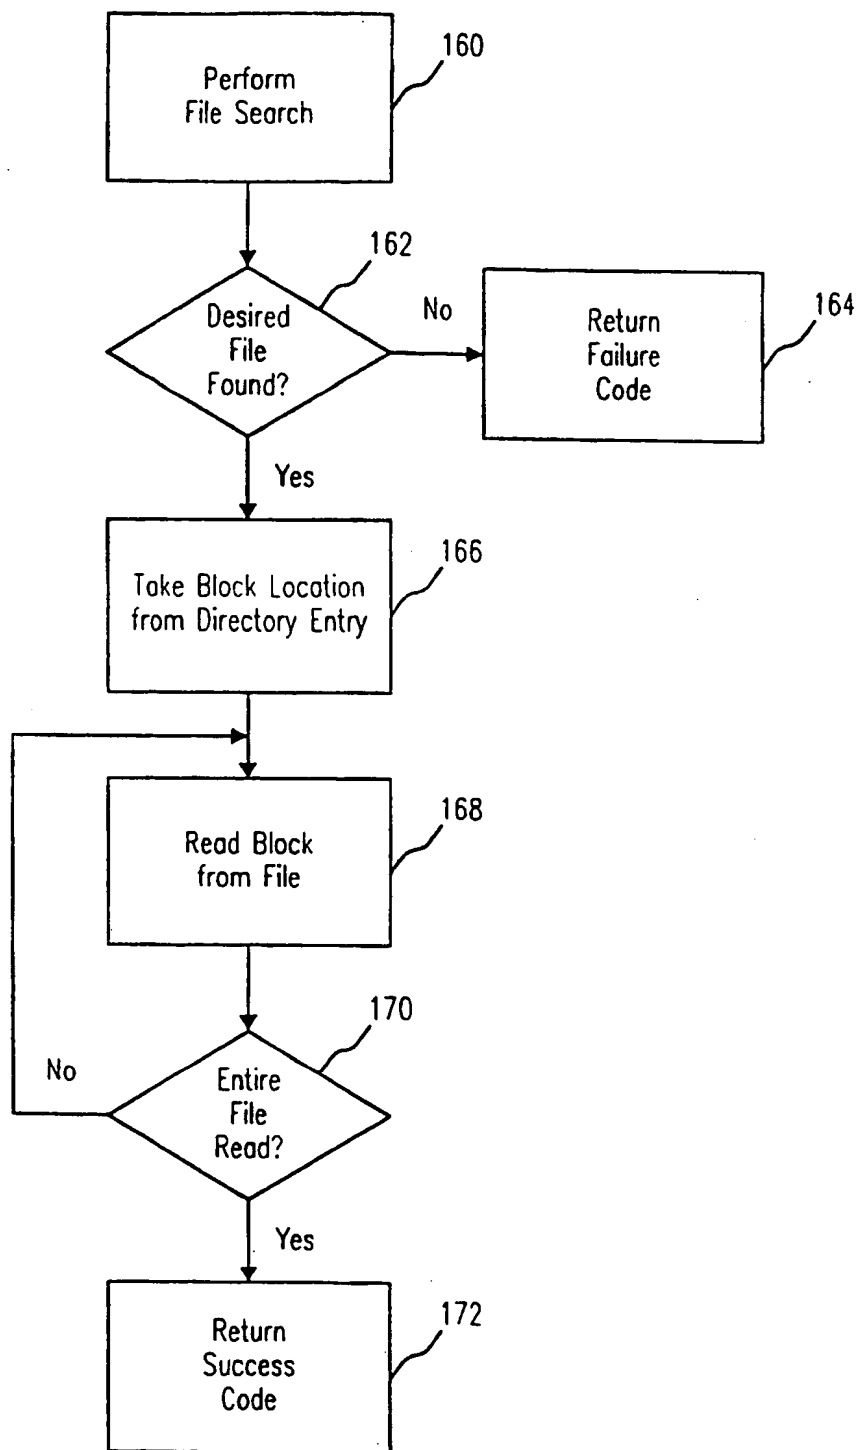 160
Perform
File Search
162
Desired
File
Found?
No
164
Return
Failure
Code
Yes
166
Take Block Location
from Directory Entry
168
Read Block
from File
170
No
Entire
File
Read?
Yes
172
Return
Success
Code